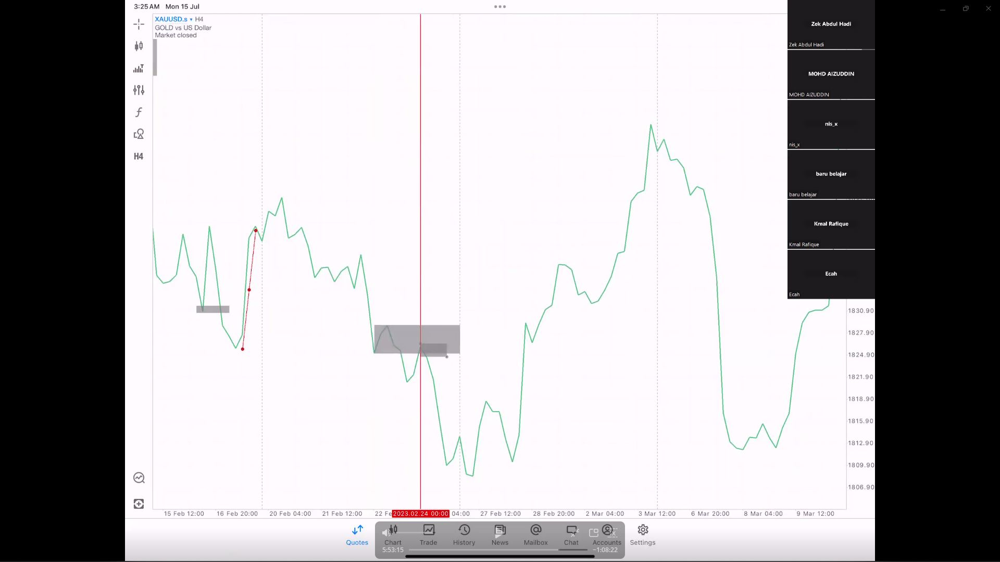 3:25 AM Mon 15 Jul
XAUUSD.s ▾ H4
GOLD vs US Dollar
Market closed
H4
Zek Abdul Hadi
Zek Abdul Hadi
MOHD AIZUDDIN
MOHD AIZUDDIN
nis_x
nis_x
baru belajar
baru belajar
Kmal Rafique
Kmal Rafique
Ecah
Ecah
1830.90
1827.90
1824.90
1821.90
1818.90
1815.90
1812.90
1809.90
1806.90
15 Feb 12:00 16 Feb 20:00 20 Feb 04:00 21 Feb 12:00 22 Fe 2023.02.24 00:00 04:00 27 Feb 12:00 28 Feb 20:00 2 Mar 04:00 3 Mar 12:00 6 Mar 20:00 8 Mar 04:00 9 Mar 12:00
Quotes Chart Trade History News Mailbox Chat Accounts Settings
5:53:15 −1:08:22